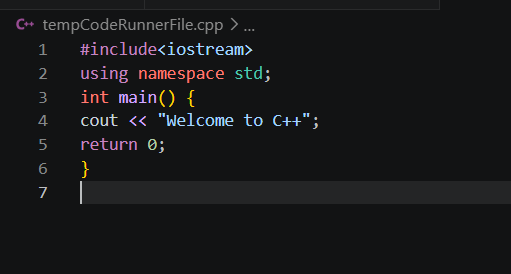 C++ tempCodeRunnerFile.cpp > ...
1 #include<iostream>
2 using namespace std;
3 int main() {
4 cout << "Welcome to C++";
5 return 0;
6 }
7